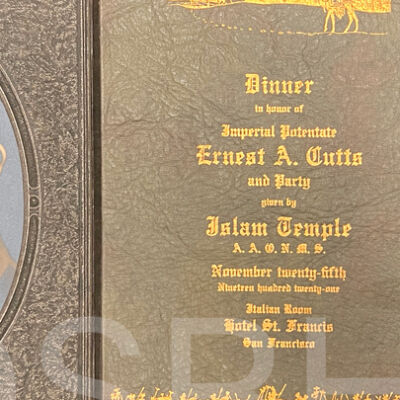 Dinner
in honor of
Imperial Potentate
Ernest A. Cutts
and Party
given by
Islam Temple
A. A. O. N. M. S.
November twenty-fifth
Nineteen hundred twenty-one
Italian Room
Hotel St. Francis
San Francisco